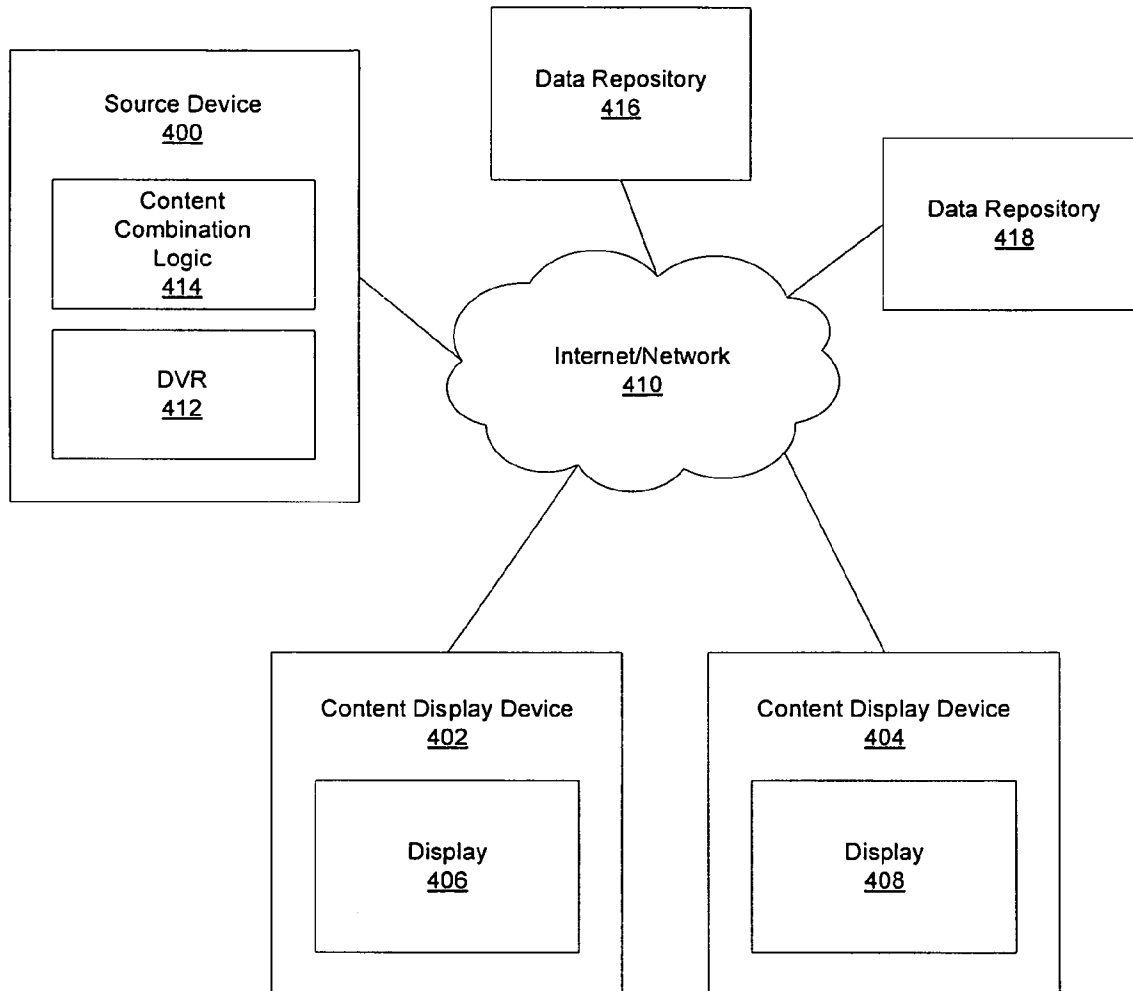 Source Device
400
Content
Combination
Logic
414
DVR
412
Data Repository
416
Data Repository
418
Internet/Network
410
Content Display Device
402
Display
406
Content Display Device
404
Display
408